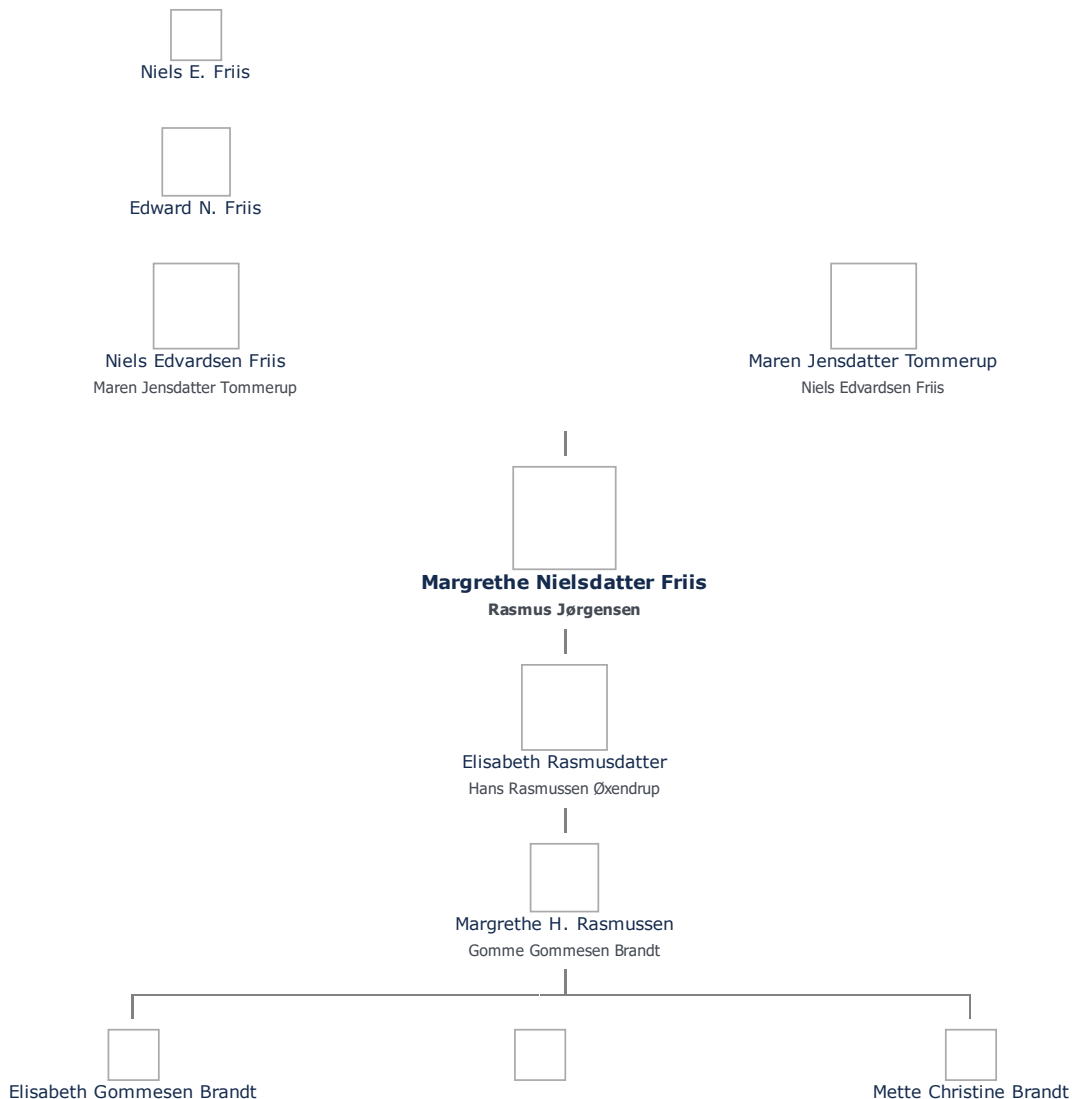 Niels E. Friis
Edward N. Friis
Niels Edvardsen Friis
Maren Jensdatter Tommerup
Maren Jensdatter Tommerup
Niels Edvardsen Friis
Margrethe Nielsdatter Friis
Rasmus Jørgensen
Elisabeth Rasmusdatter
Hans Rasmussen Øxendrup
Margrethe H. Rasmussen
Gomme Gommesen Brandt
Elisabeth Gommesen Brandt
Mette Christine Brandt